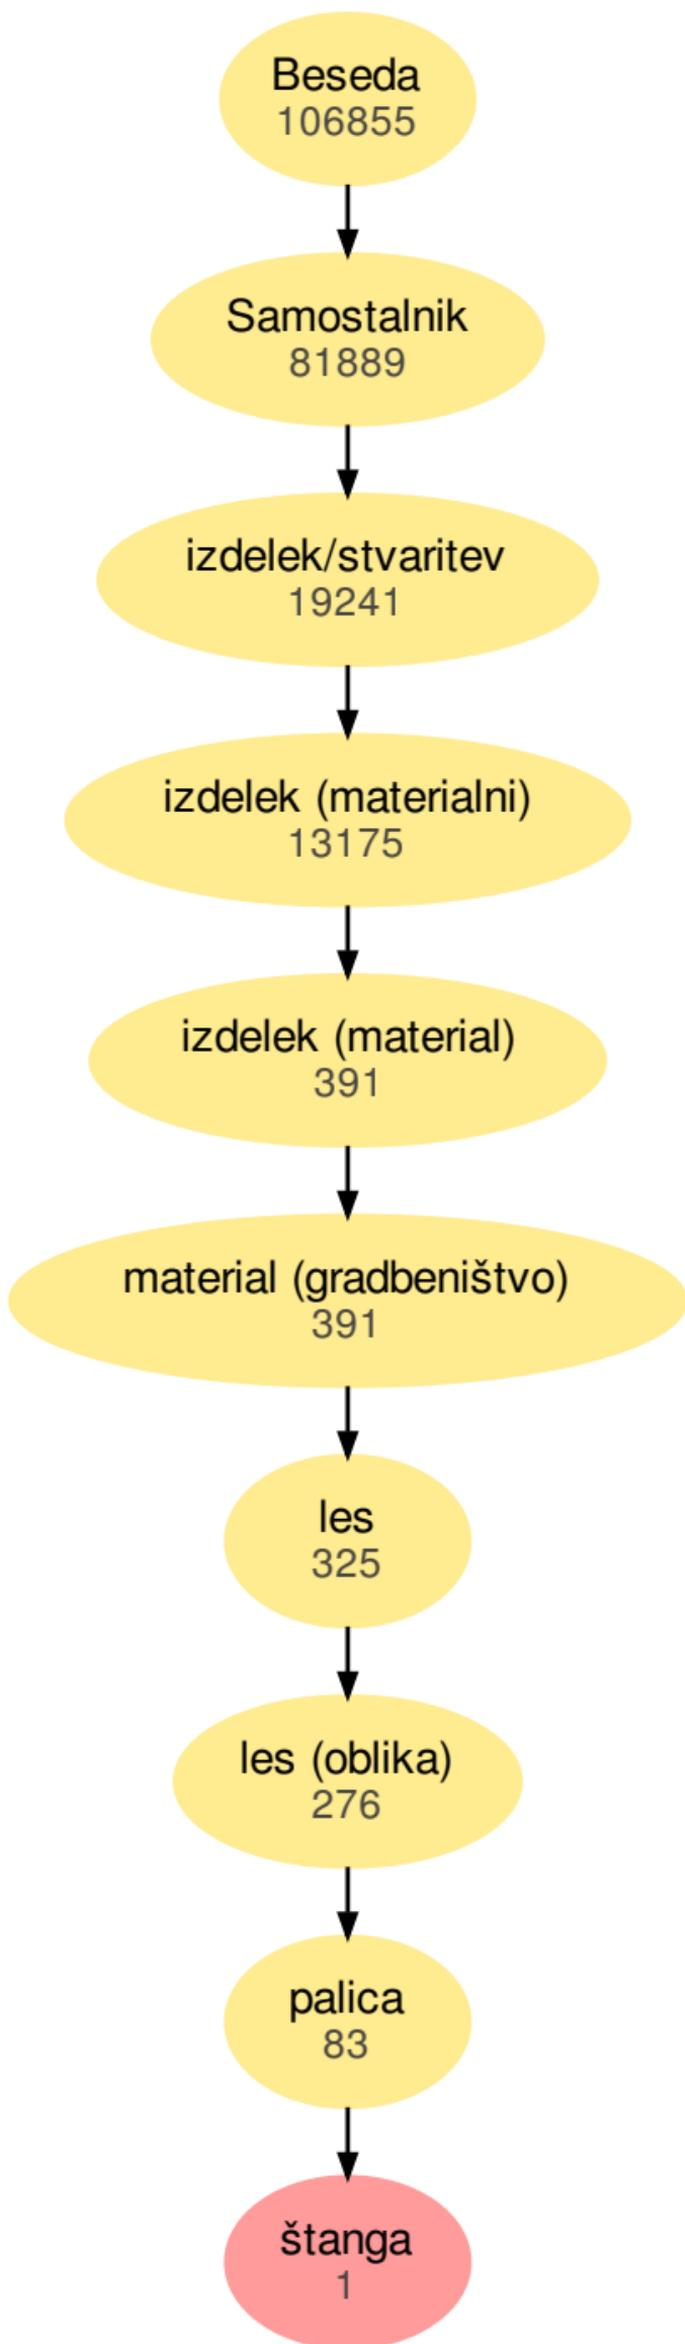 Beseda
106855
Samostalnik
81889
izdelek/stvaritev
19241
izdelek (materialni)
13175
izdelek (material)
391
material (gradbeništvo)
391
les
325
les (oblika)
276
palica
83
štanga
1